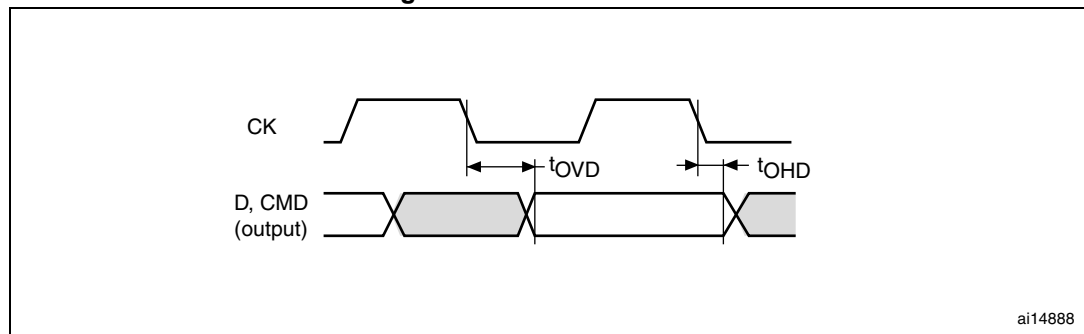 CK
tOVD
tOHD
D, CMD
(output)
ai14888